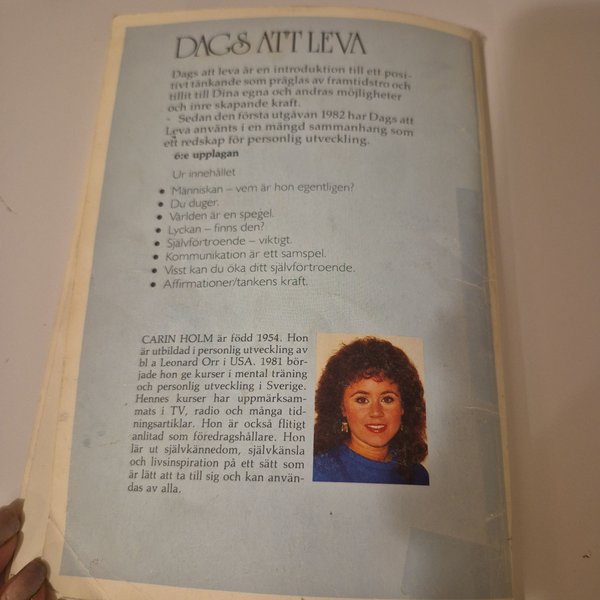 DAGS ATT LEVA
Dags att leva är en introduktion till ett posi-
tivt tänkande som präglas av framtidstro och
tillit till Dina egna och andras möjligheter
och inre skapande kraft.
- Sedan den första utgåvan 1982 har Dags att
Leva använts i en mängd sammanhang som
ett redskap för personlig utveckling.
6:e upplagan
Ur innehållet
• Människan – vem är hon egentligen?
• Du duger.
• Världen är en spegel.
• Lyckan – finns den?
• Självförtroende – viktigt.
• Kommunikation är ett samspel.
• Visst kan du öka ditt självförtroende.
• Affirmationer/tankens kraft.
CARIN HOLM är född 1954. Hon
är utbildad i personlig utveckling av
bl a Leonard Orr i USA. 1981 bör-
jade hon ge kurser i mental träning
och personlig utveckling i Sverige.
Hennes kurser har uppmärksam-
mats i TV, radio och många tid-
ningsartiklar. Hon är också flitigt
anlitad som föredragshållare. Hon
lär ut självkännedom, självkänsla
och livsinspiration på ett sätt som
är lätt att ta till sig och kan använ-
das av alla.